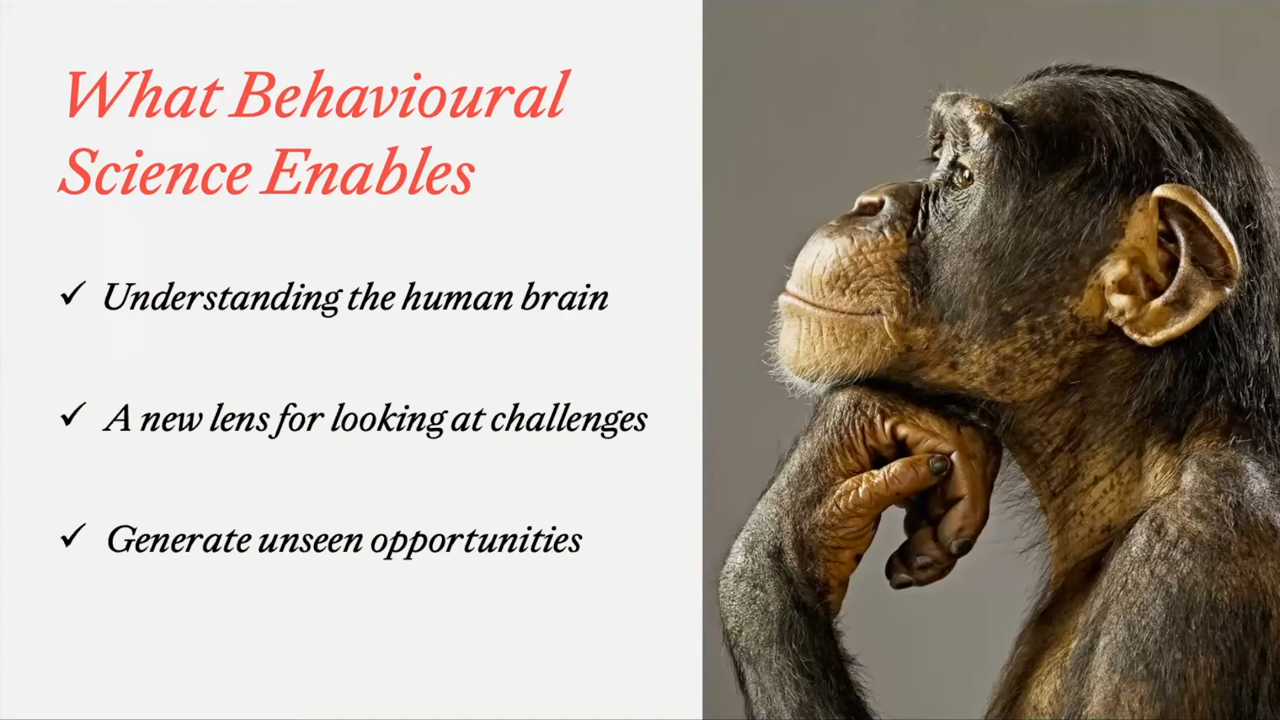 What Behavioural
Science Enables
✓ Understanding the human brain
✓ A new lens for looking at challenges
✓ Generate unseen opportunities